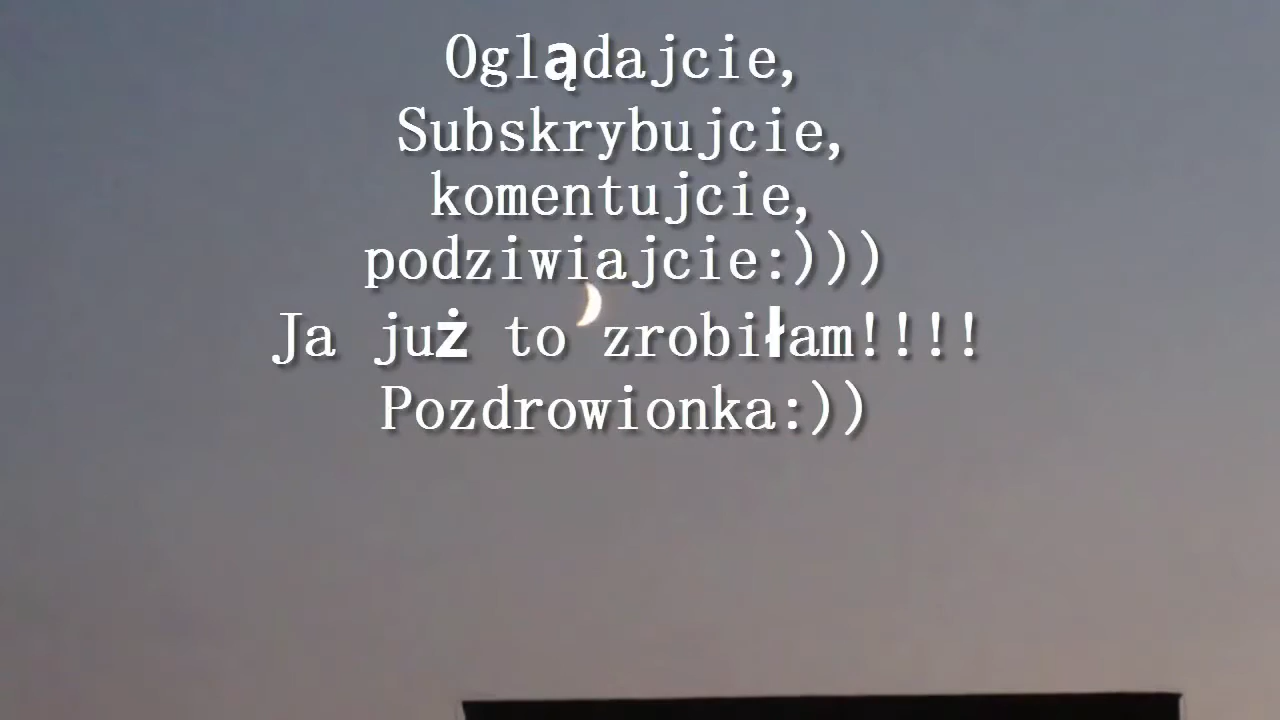 Oglądajcie,
Subskrybujcie,
komentujcie,
podziwiajcie:)))
Ja już to zrobiłam!!!!
Pozdrowionka:))